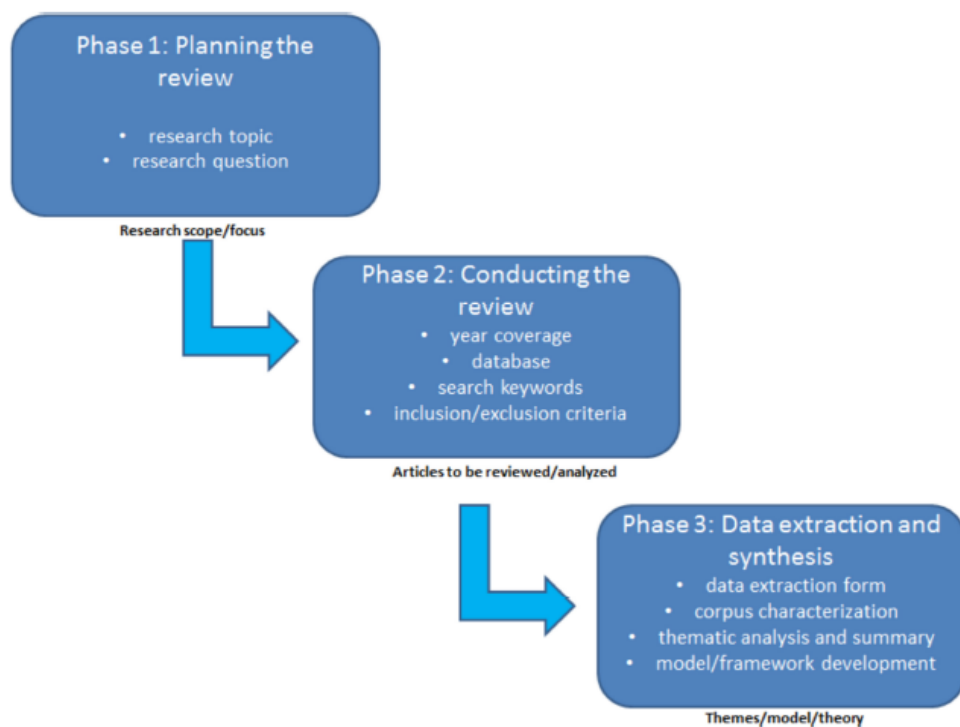 Phase 1: Planning the
review
• research topic
• research question
Research scope/focus
Phase 2: Conducting the
review
• year coverage
• database
• search keywords
• inclusion/exclusion criteria
Articles to be reviewed/analyzed
Phase 3: Data extraction and
synthesis
• data extraction form
• corpus characterization
• thematic analysis and summary
• model/framework development
Themes/model/theory